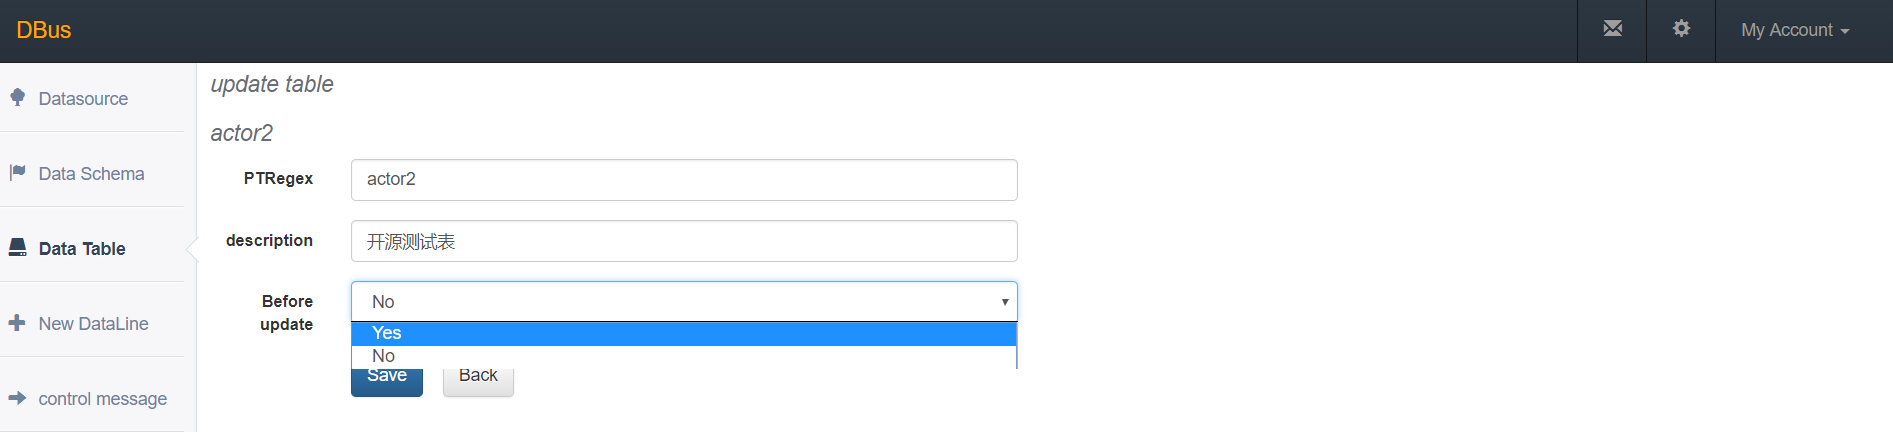 DBus
My Account
Datasource
Data Schema
Data Table
New DataLine
control message
update table
actor2
PTRegex
actor2
description
开源测试表
Before
update
No
Yes
No
Save
Back